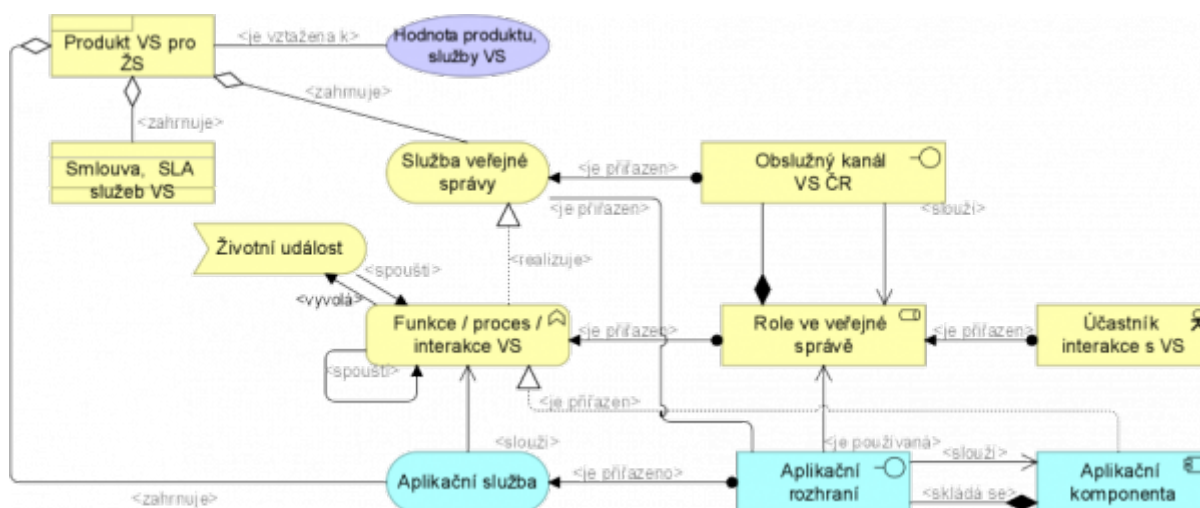 Produkt VS pro
ŽS
<je vztažena k>
Hodnota produktu,
služby VS
<zahrnuje>
<zahrnuje>
Smlouva, SLA
služeb VS
Služba veřejné
správy
<je přiřazen>
Obslužný kanál
VS ČR
<je přiřazen>
<slouží>
Životní událost
<spouští>
<realizuje>
<vyvolá>
Funkce / proces /
interakce VS
<je přiřazen>
Role ve veřejné
správě
<je přiřazen>
Účastník
interakce s VS
<spouští>
<je přiřazen>
<slouží>
<je používaná>
<slouží>
Aplikační služba
<je přiřazeno>
Aplikační
rozhraní
Aplikační
komponenta
<zahrnuje>
<skládá se>